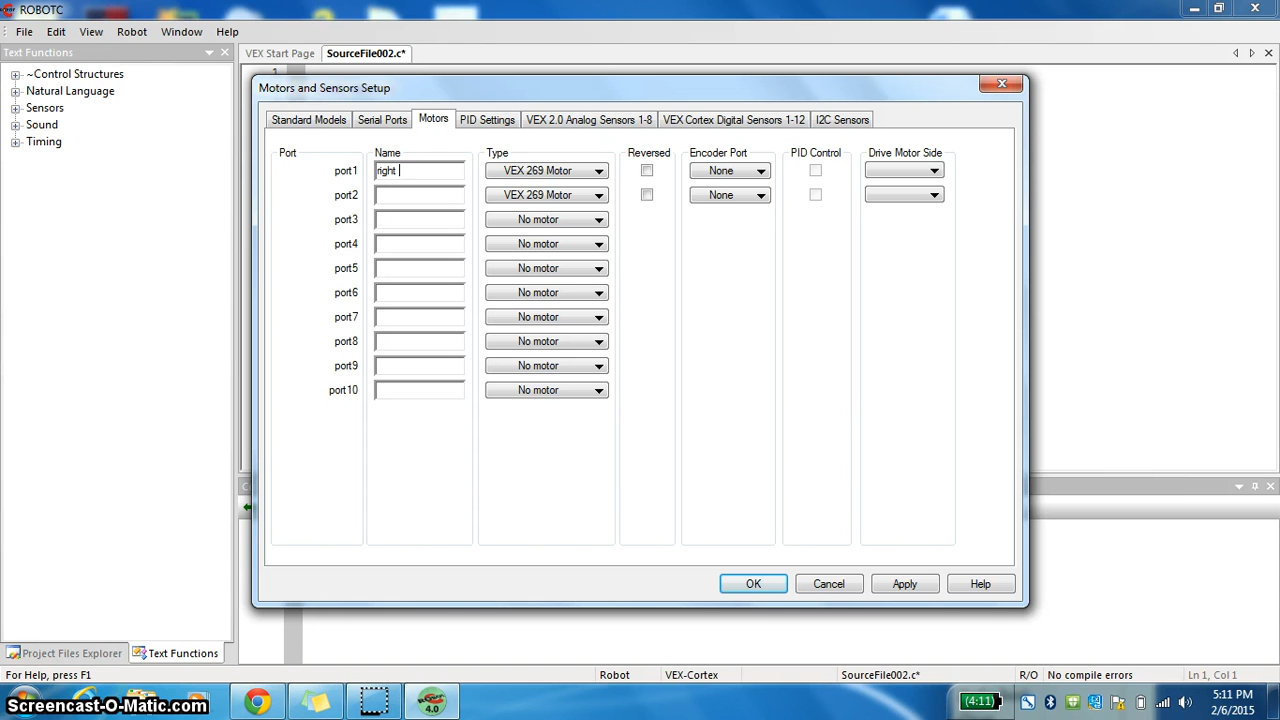 ROBOTC
File Edit View Robot Window Help
Text Functions
VEX Start Page SourceFile002.c*
~Control Structures
Natural Language
Sensors
Sound
Timing
1
Motors and Sensors Setup
Standard Models Serial Ports Motors PID Settings VEX 2.0 Analog Sensors 1-8 VEX Cortex Digital Sensors 1-12 I2C Sensors
Port Name Type Reversed Encoder Port PID Control Drive Motor Side
port1 right VEX 269 Motor None
port2 VEX 269 Motor None
port3 No motor
port4 No motor
port5 No motor
port6 No motor
port7 No motor
port8 No motor
port9 No motor
port10 No motor
OK Cancel Apply Help
Project Files Explorer Text Functions
For Help, press F1 Robot VEX-Cortex SourceFile002.c* R/O No compile errors Ln 1, Col 1
4.0
(4:11)
5:11 PM
2/6/2015
Screencast-O-Matic.com